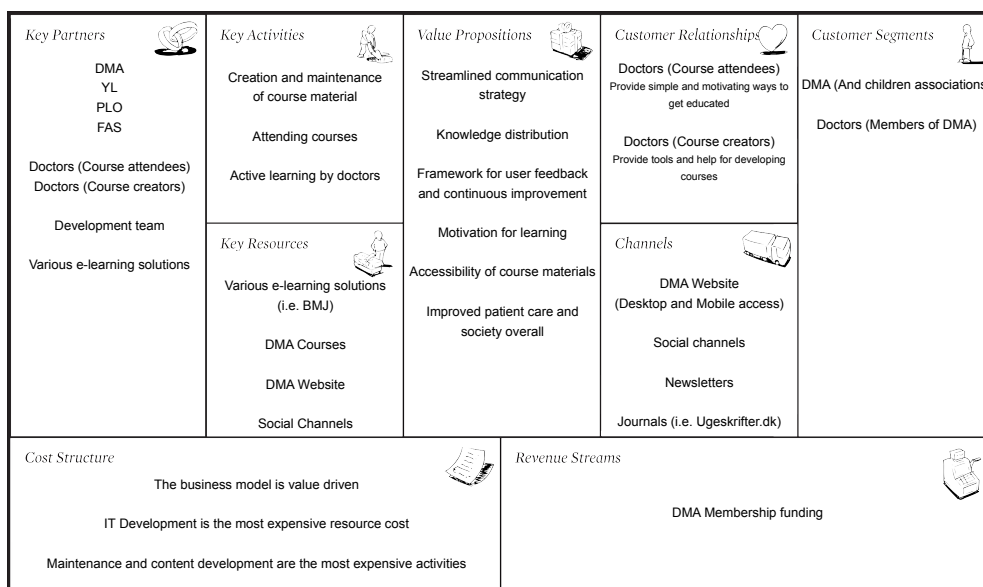 Key Partners
DMA
YL
PLO
FAS
Doctors (Course attendees)
Doctors (Course creators)
Development team
Various e-learning solutions
Key Activities
Creation and maintenance
of course material
Attending courses
Active learning by doctors
Key Resources
Various e-learning solutions
(i.e. BMJ)
DMA Courses
DMA Website
Social Channels
Value Propositions
Streamlined communication
strategy
Knowledge distribution
Framework for user feedback
and continuous improvement
Motivation for learning
Accessibility of course materials
Improved patient care and
society overall
Customer Relationships
Doctors (Course attendees)
Provide simple and motivating ways to
get educated
Doctors (Course creators)
Provide tools and help for developing
courses
Channels
DMA Website
(Desktop and Mobile access)
Social channels
Newsletters
Journals (i.e. Ugeskrifter.dk)
Customer Segments
DMA (And children associations
Doctors (Members of DMA)
Cost Structure
The business model is value driven
IT Development is the most expensive resource cost
Maintenance and content development are the most expensive activities
Revenue Streams
DMA Membership funding